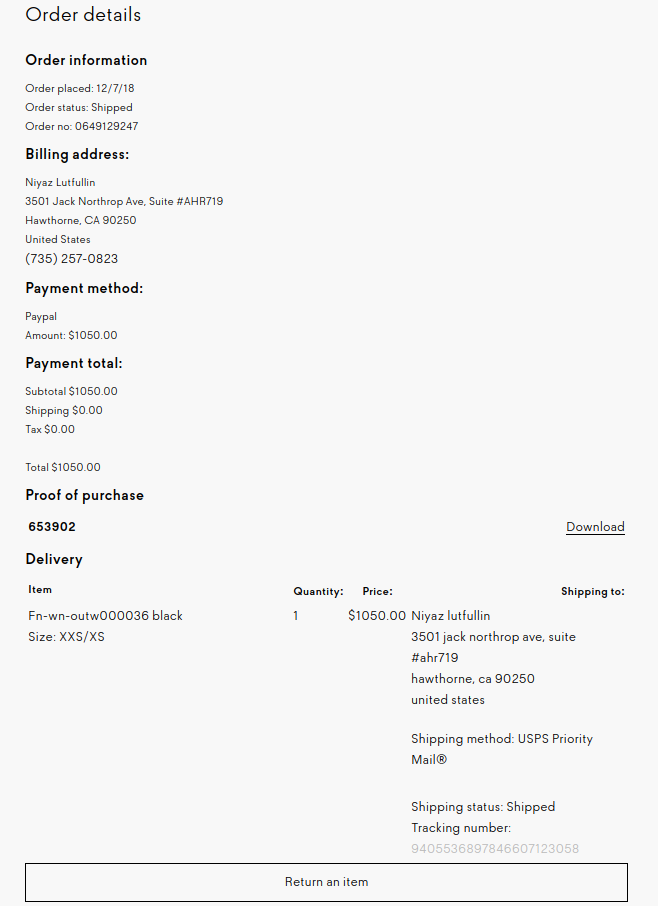 Order details
Order information
Order placed: 12/7/18
Order status: Shipped
Order no: 0649129247
Billing address:
Niyaz Lutfullin
3501 Jack Northrop Ave, Suite #AHR719
Hawthorne, CA 90250
United States
(735) 257-0823
Payment method:
Paypal
Amount: $1050.00
Payment total:
Subtotal $1050.00
Shipping $0.00
Tax $0.00
Total $1050.00
Proof of purchase
653902 Download
Delivery
Item Quantity: Price: Shipping to:
Fn-wn-outw000036 black 1 $1050.00 Niyaz lutfullin
Size: XXS/XS 3501 jack northrop ave, suite
#ahr719
hawthorne, ca 90250
united states
Shipping method: USPS Priority
Mail®
Shipping status: Shipped
Tracking number:
9405536897846607123058
Return an item